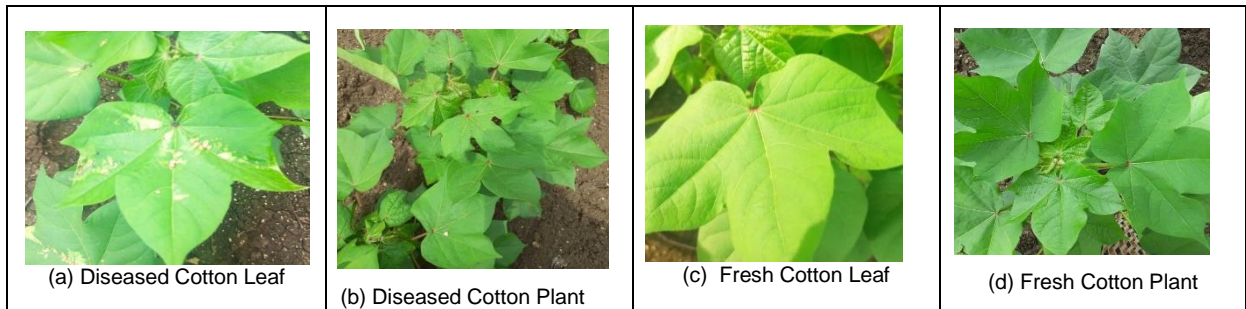 (a) Diseased Cotton Leaf
(b) Diseased Cotton Plant
(c) Fresh Cotton Leaf
(d) Fresh Cotton Plant